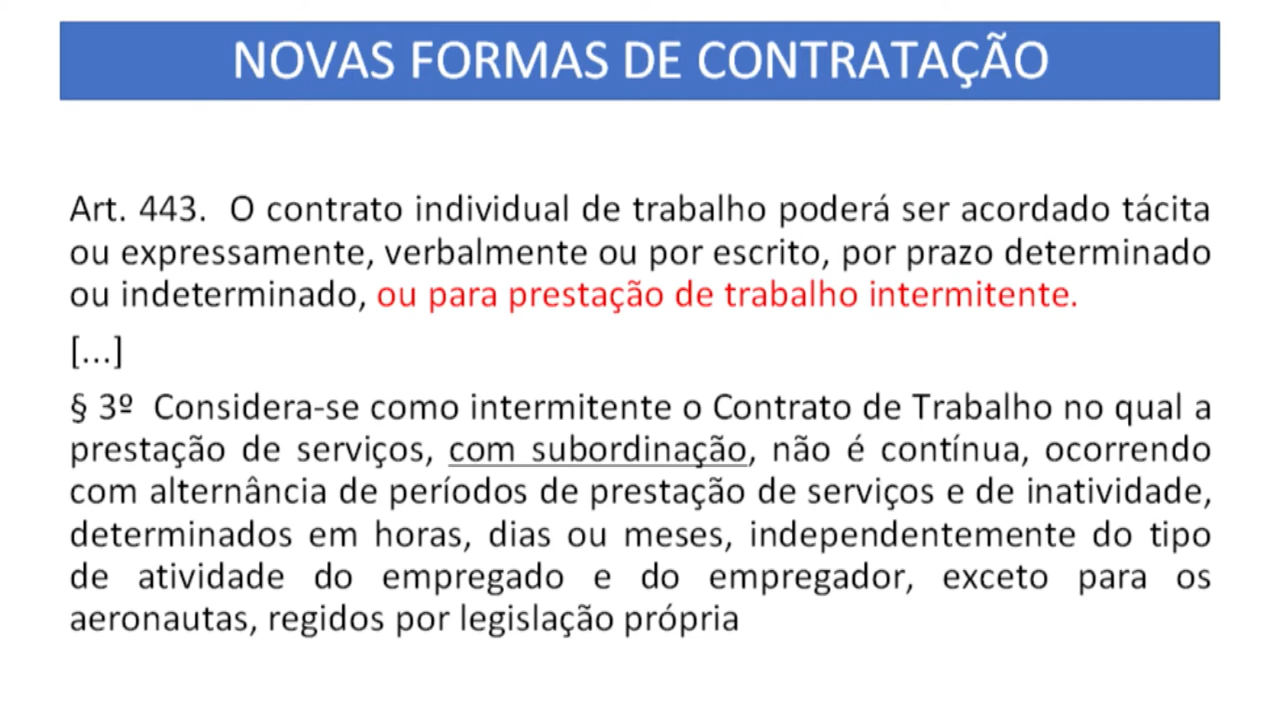 NOVAS FORMAS DE CONTRATAÇÃO
Art. 443. O contrato individual de trabalho poderá ser acordado tácita
ou expressamente, verbalmente ou por escrito, por prazo determinado
ou indeterminado, ou para prestação de trabalho intermitente.
[...]
§ 3º Considera-se como intermitente o Contrato de Trabalho no qual a
prestação de serviços, com subordinação, não é contínua, ocorrendo
com alternância de períodos de prestação de serviços e de inatividade,
determinados em horas, dias ou meses, independentemente do tipo
de atividade do empregado e do empregador, exceto para os
aeronautas, regidos por legislação própria